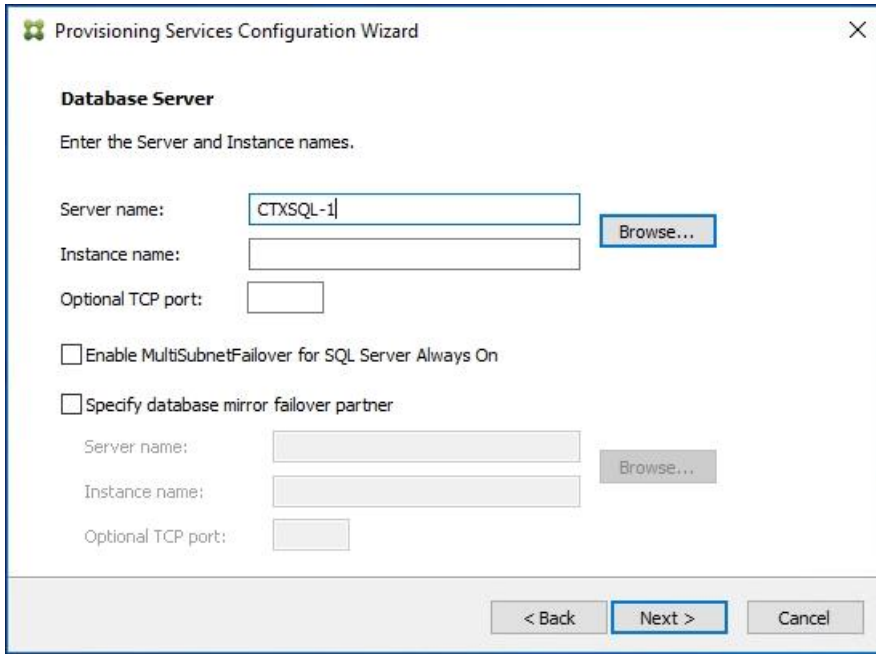 Provisioning Services Configuration Wizard
Database Server
Enter the Server and Instance names.
Server name: CTXSQL-1
Browse...
Instance name:
Optional TCP port:
Enable MultiSubnetFailover for SQL Server Always On
Specify database mirror failover partner
Server name:
Browse...
Instance name:
Optional TCP port:
< Back Next > Cancel